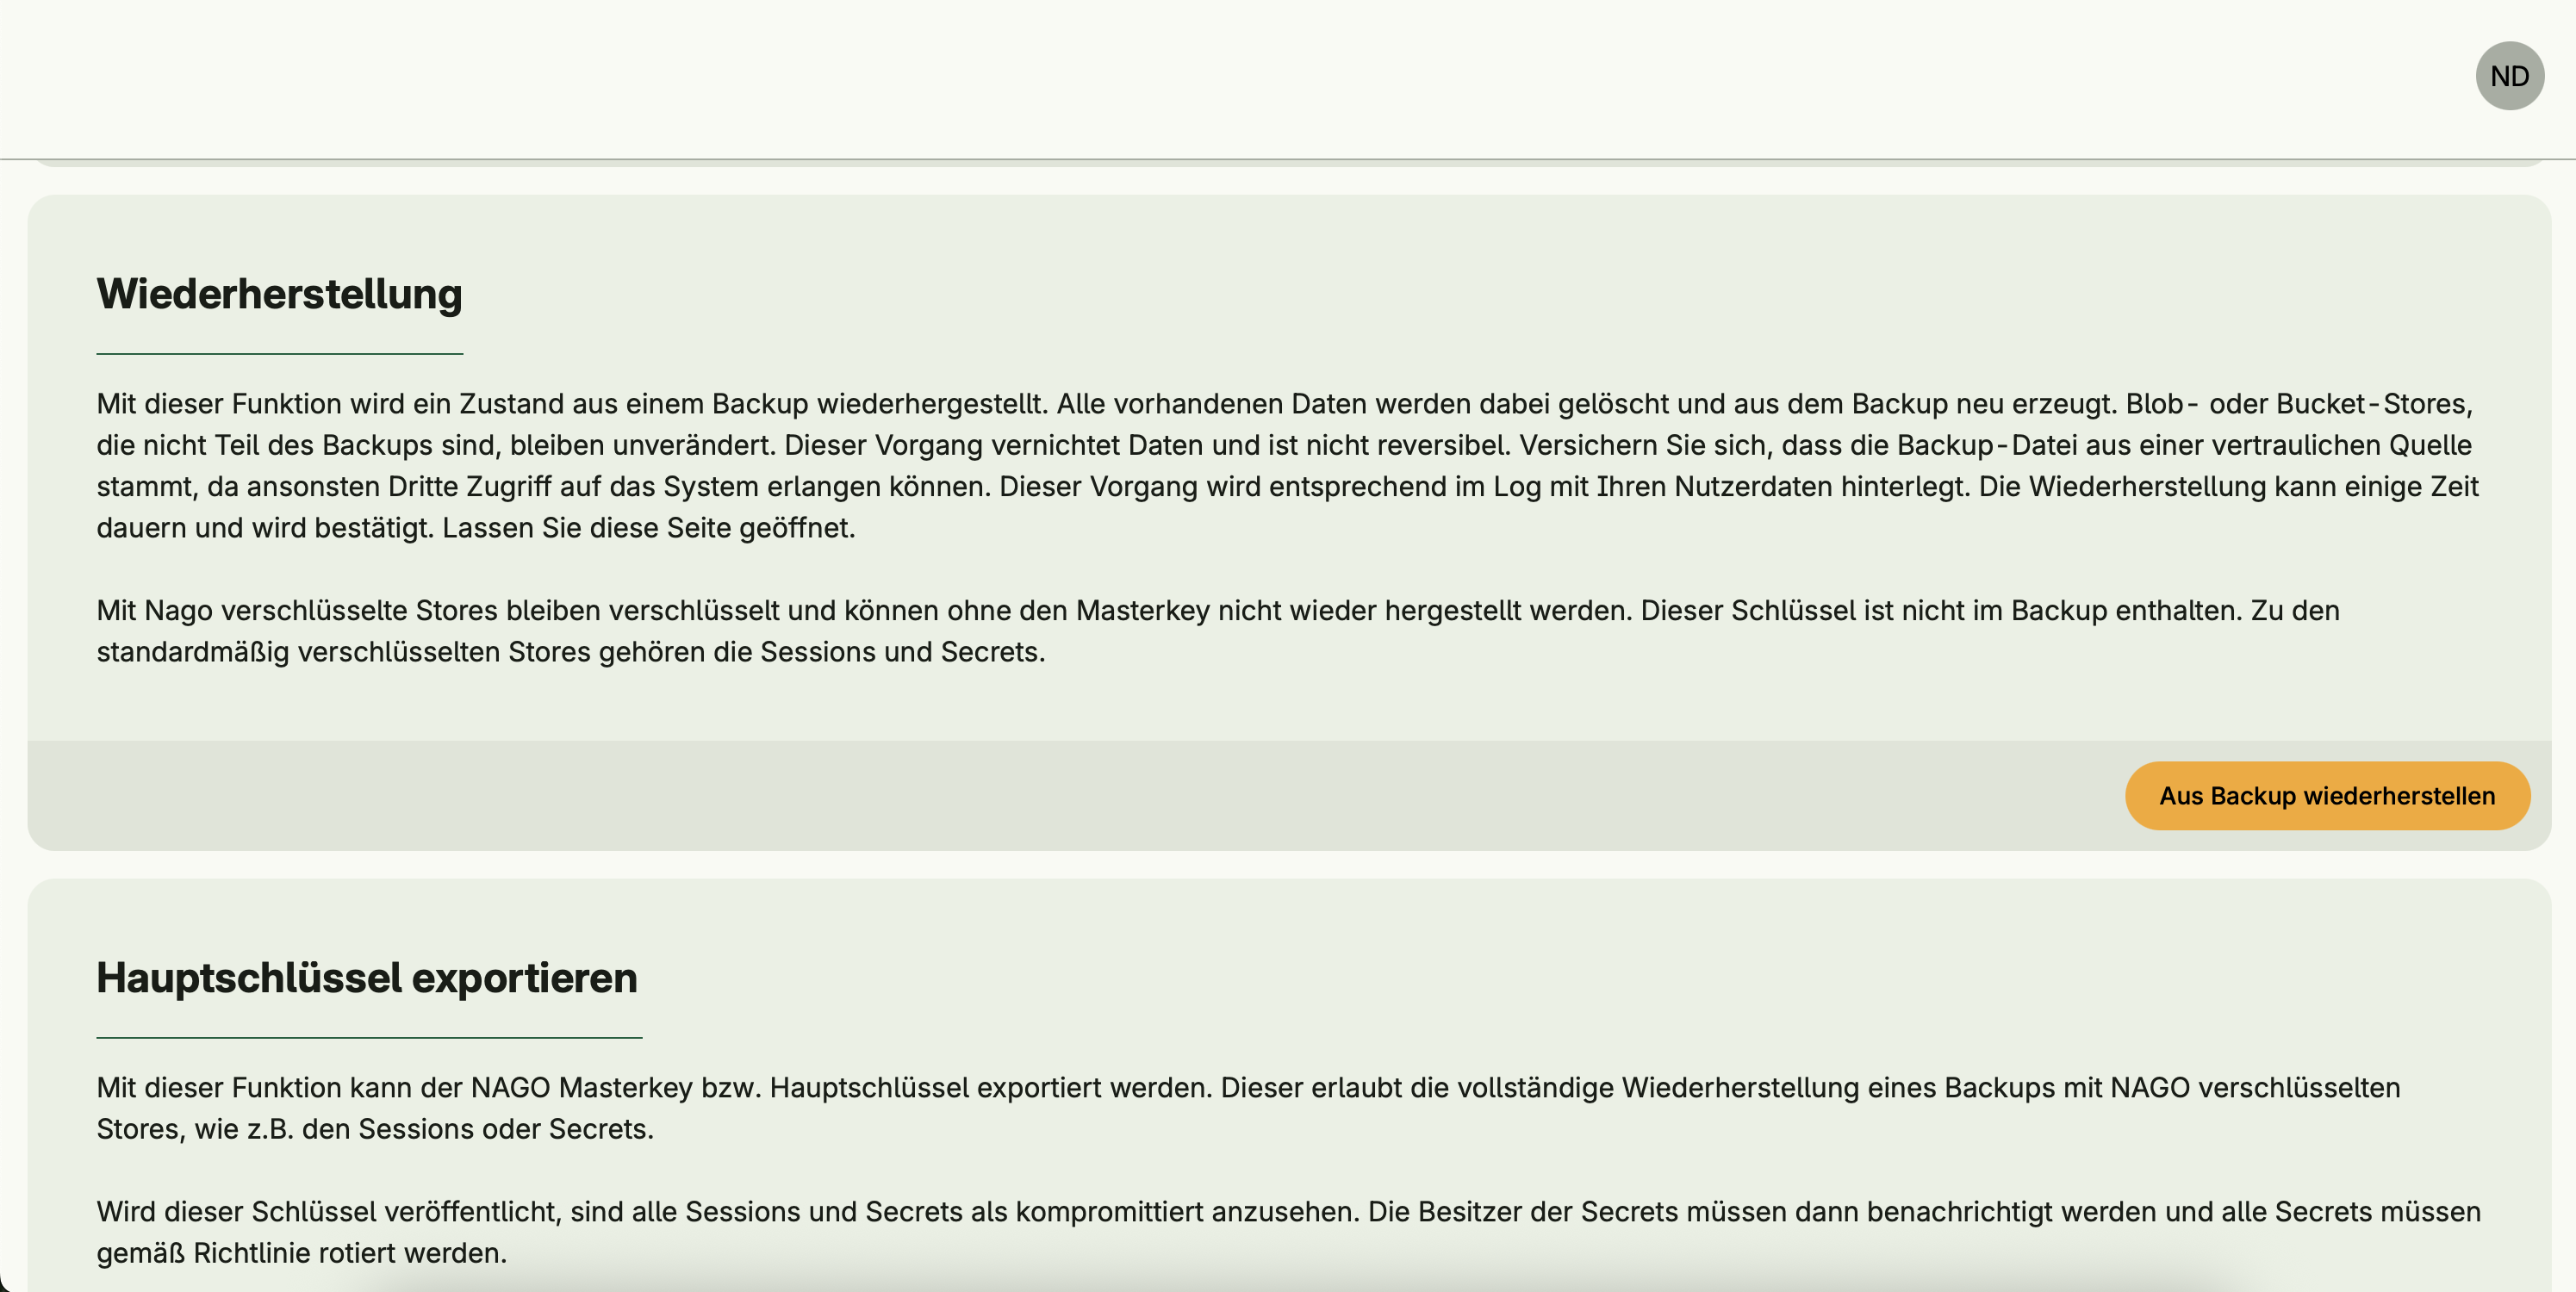 ND
Wiederherstellung
Mit dieser Funktion wird ein Zustand aus einem Backup wiederhergestellt. Alle vorhandenen Daten werden dabei gelöscht und aus dem Backup neu erzeugt. Blob- oder Bucket-Stores,
die nicht Teil des Backups sind, bleiben unverändert. Dieser Vorgang vernichtet Daten und ist nicht reversibel. Versichern Sie sich, dass die Backup-Datei aus einer vertraulichen Quelle
stammt, da ansonsten Dritte Zugriff auf das System erlangen können. Dieser Vorgang wird entsprechend im Log mit Ihren Nutzerdaten hinterlegt. Die Wiederherstellung kann einige Zeit
dauern und wird bestätigt. Lassen Sie diese Seite geöffnet.
Mit Nago verschlüsselte Stores bleiben verschlüsselt und können ohne den Masterkey nicht wieder hergestellt werden. Dieser Schlüssel ist nicht im Backup enthalten. Zu den
standardmäßig verschlüsselten Stores gehören die Sessions und Secrets.
Aus Backup wiederherstellen
Hauptschlüssel exportieren
Mit dieser Funktion kann der NAGO Masterkey bzw. Hauptschlüssel exportiert werden. Dieser erlaubt die vollständige Wiederherstellung eines Backups mit NAGO verschlüsselten
Stores, wie z.B. den Sessions oder Secrets.
Wird dieser Schlüssel veröffentlicht, sind alle Sessions und Secrets als kompromittiert anzusehen. Die Besitzer der Secrets müssen dann benachrichtigt werden und alle Secrets müssen
gemäß Richtlinie rotiert werden.